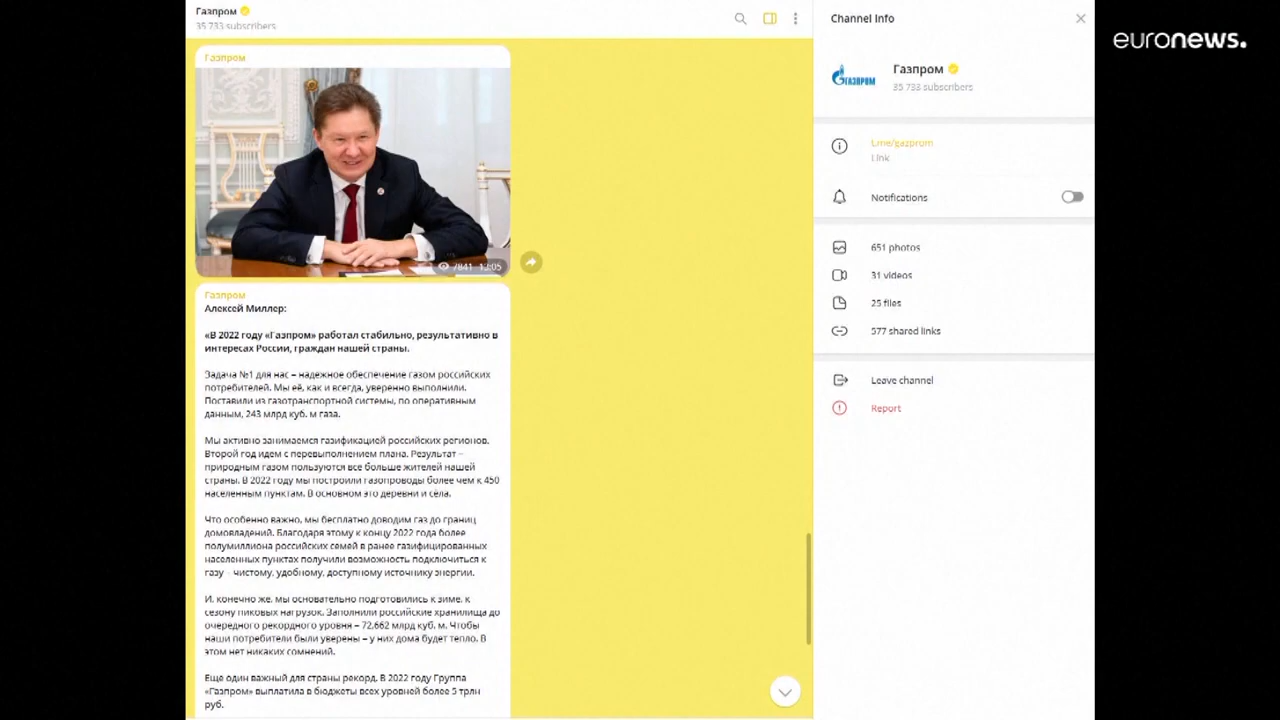 Газпром
35 733 subscribers
Channel Info
euronews.
Газпром
ГАЗПРОМ
Газпром
35 733 subscribers
t.me/gazprom
Link
Notifications
651 photos
31 videos
25 files
577 shared links
Leave channel
Report
7841 12:05
Газпром
Алексей Миллер:
«В 2022 году «Газпром» работал стабильно, результативно в
интересах России, граждан нашей страны.
Задача №1 для нас – надежное обеспечение газом российских
потребителей. Мы её, как и всегда, уверенно выполнили.
Поставили из газотранспортной системы, по оперативным
данным, 243 млрд куб. м газа.
Мы активно занимаемся газификацией российских регионов.
Второй год идем с перевыполнением плана. Результат –
природным газом пользуются все больше жителей нашей
страны. В 2022 году мы построили газопроводы более чем к 450
населенным пунктам. В основном это деревни и сёла.
Что особенно важно, мы бесплатно доводим газ до границ
домовладений. Благодаря этому к концу 2022 года более
полумиллиона российских семей в ранее газифицированных
населенных пунктах получили возможность подключиться к
газу – чистому, удобному, доступному источнику энергии.
И, конечно же, мы основательно подготовились к зиме, к
сезону пиковых нагрузок. Заполнили российские хранилища до
очередного рекордного уровня – 72,662 млрд куб. м. Чтобы
наши потребители были уверены – у них дома будет тепло. В
этом нет никаких сомнений.
Еще один важный для страны рекорд. В 2022 году Группа
«Газпром» выплатила в бюджеты всех уровней более 5 трлн
руб.